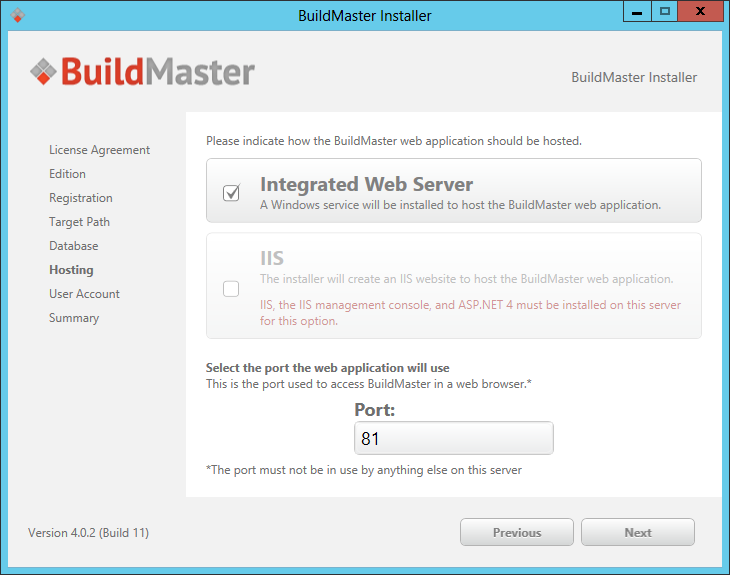 BuildMaster Installer
BuildMaster
BuildMaster Installer
License Agreement
Edition
Registration
Target Path
Database
Hosting
User Account
Summary
Please indicate how the BuildMaster web application should be hosted.
Integrated Web Server
A Windows service will be installed to host the BuildMaster web application.
IIS
The installer will create an IIS website to host the BuildMaster web application.
IIS, the IIS management console, and ASP.NET 4 must be installed on this server
for this option.
Select the port the web application will use
This is the port used to access BuildMaster in a web browser.*
Port:
81
*The port must not be in use by anything else on this server
Version 4.0.2 (Build 11)
Previous
Next